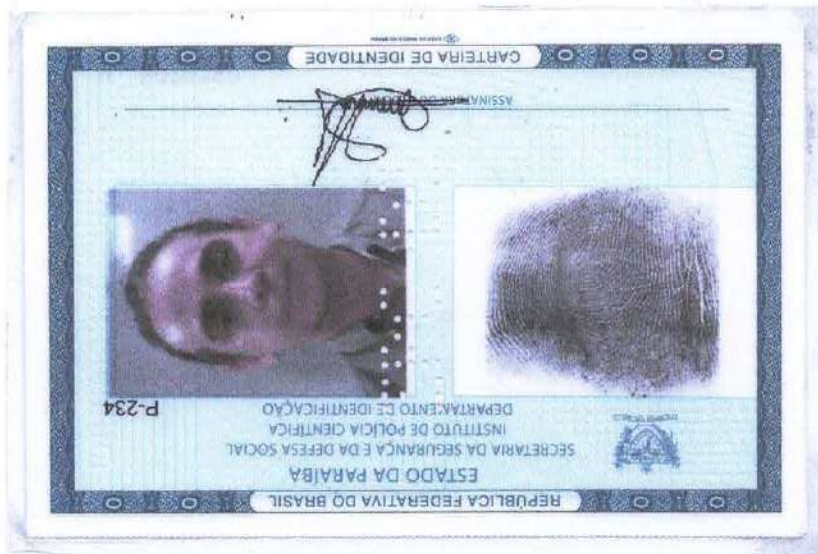 REPÚBLICA FEDERATIVA DO BRASIL
ESTADO DA PARAÍBA
SECRETARIA DA SEGURANÇA E DA DEFESA SOCIAL
INSTITUTO DE POLÍCIA CIENTÍFICA
DEPARTAMENTO DE IDENTIFICAÇÃO
P-234
ASSINATURA DO
CARTEIRA DE IDENTIDADE